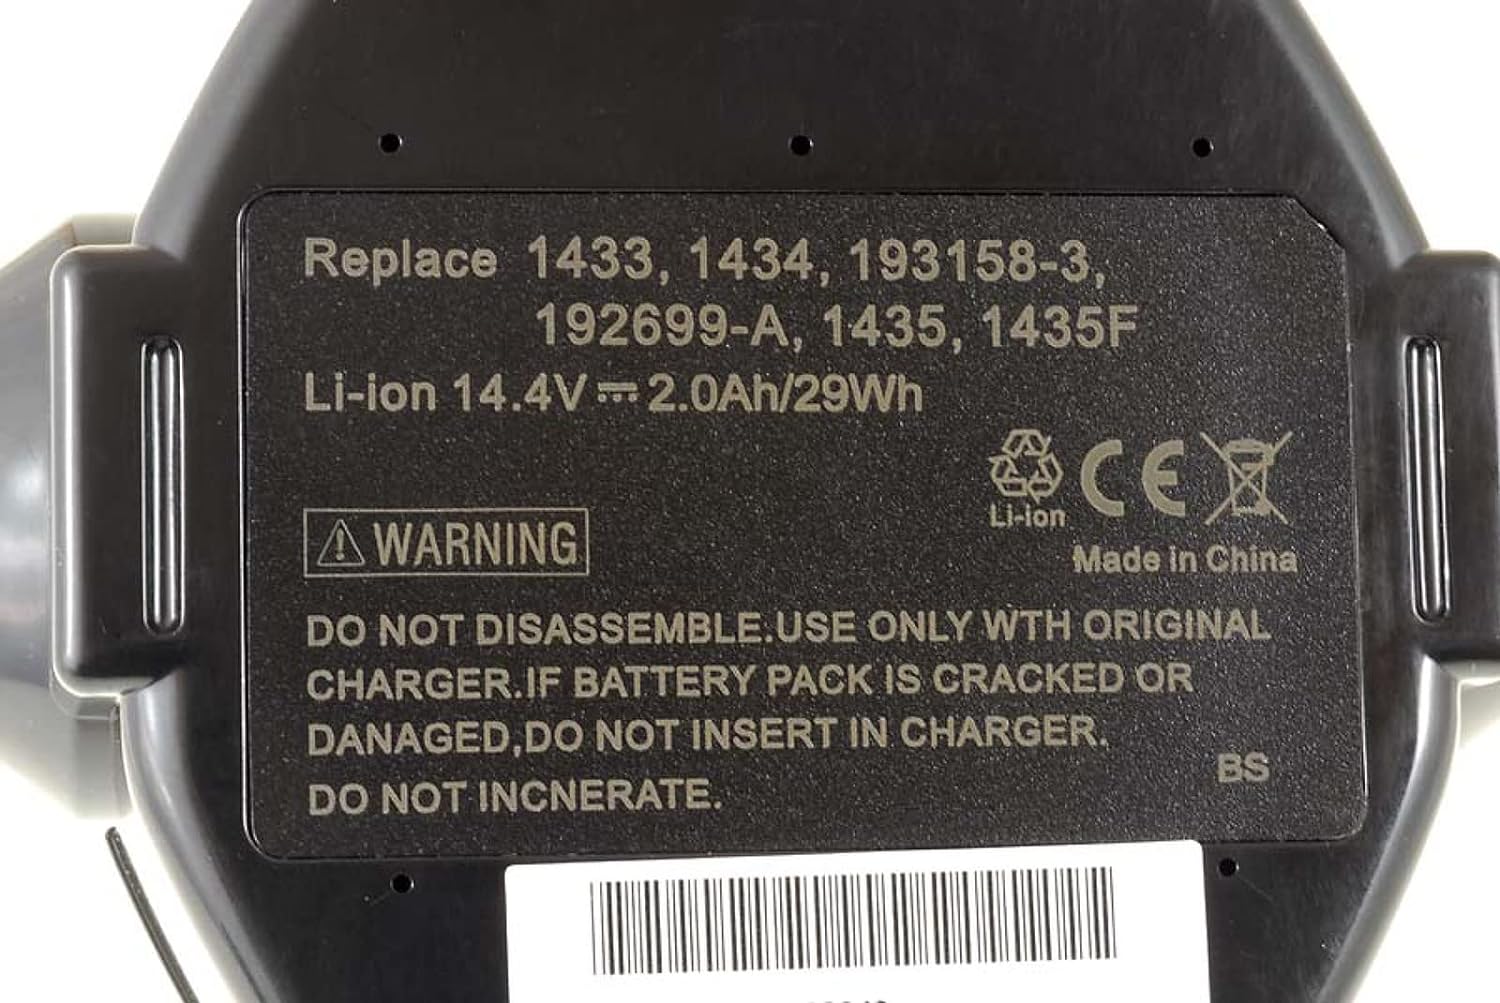 Replace 1433, 1434, 193158-3,
192699-A, 1435, 1435F
Li-ion 14.4V⎓2.0Ah/29Wh
Li-ion
CE
Made in China
⚠WARNING
DO NOT DISASSEMBLE.USE ONLY WTH ORIGINAL
CHARGER.IF BATTERY PACK IS CRACKED OR
DANAGED,DO NOT INSERT IN CHARGER.
DO NOT INCNERATE.
BS